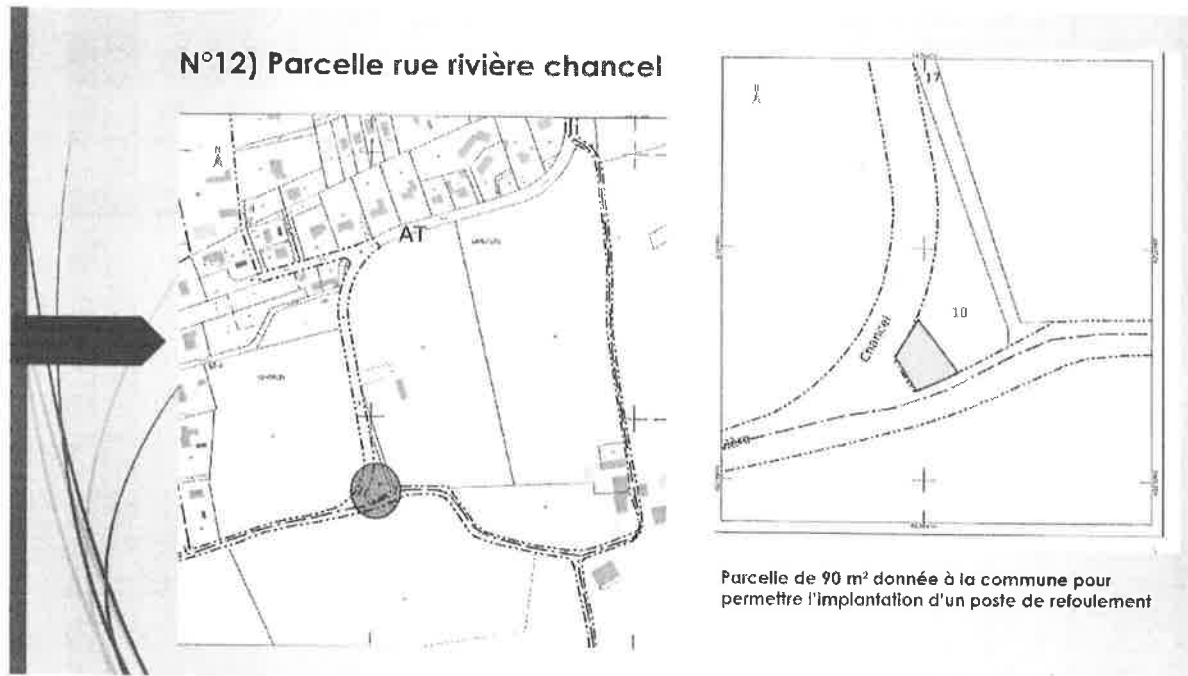 N°12) Parcelle rue rivière chancel
N
AT
17
10
Chancel
Parcelle de 90 m² donnée à la commune pour
permettre l'implantation d'un poste de refoulement